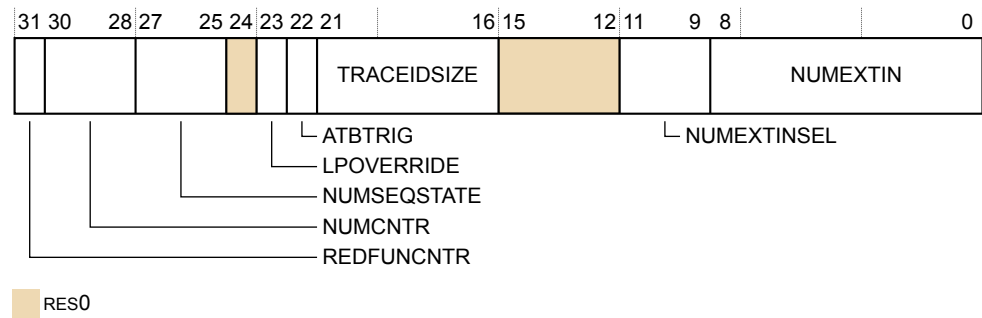 31 30 28 27 25 24 23 22 21 16 15 12 11 9 8 0
TRACEIDSIZE NUMEXTIN
ATBTRIG NUMEXTINSEL
LPOVERRIDE
NUMSEQSTATE
NUMCNTR
REDFUNCNTR
RES0